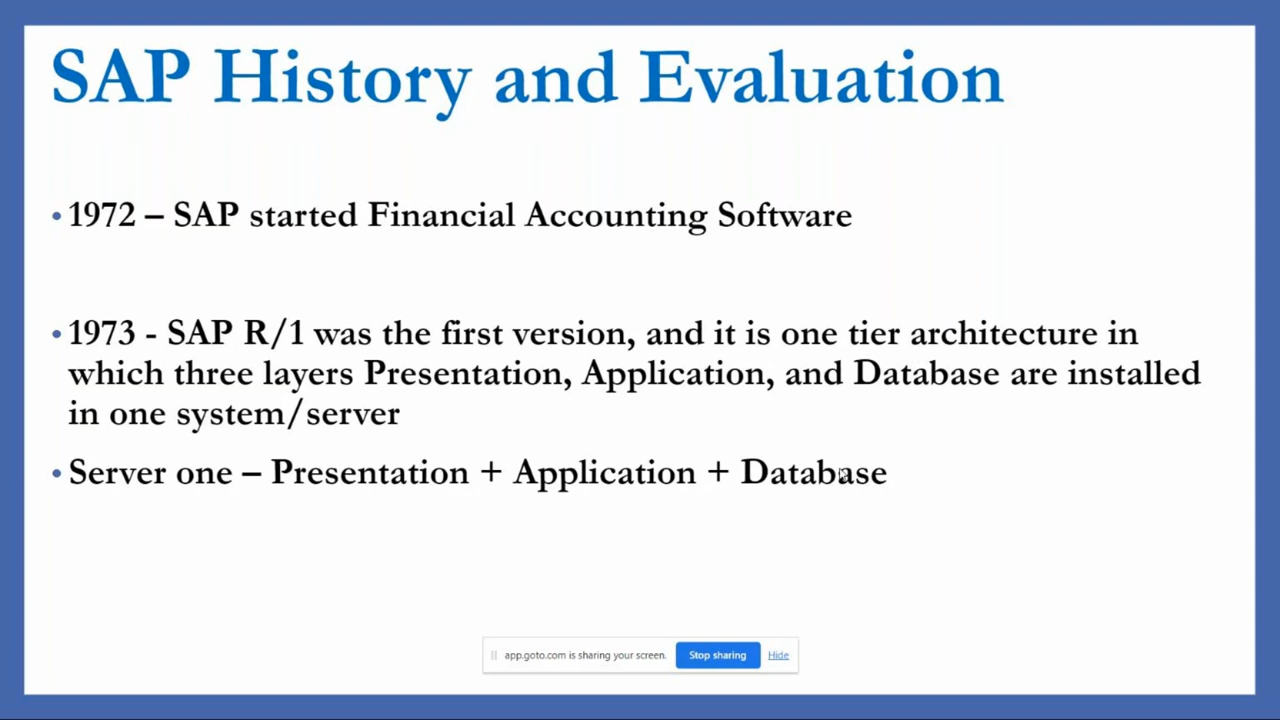 SAP History and Evaluation
• 1972 – SAP started Financial Accounting Software
• 1973 - SAP R/1 was the first version, and it is one tier architecture in
which three layers Presentation, Application, and Database are installed
in one system/server
• Server one – Presentation + Application + Database
app.goto.com is sharing your screen. Stop sharing Hide